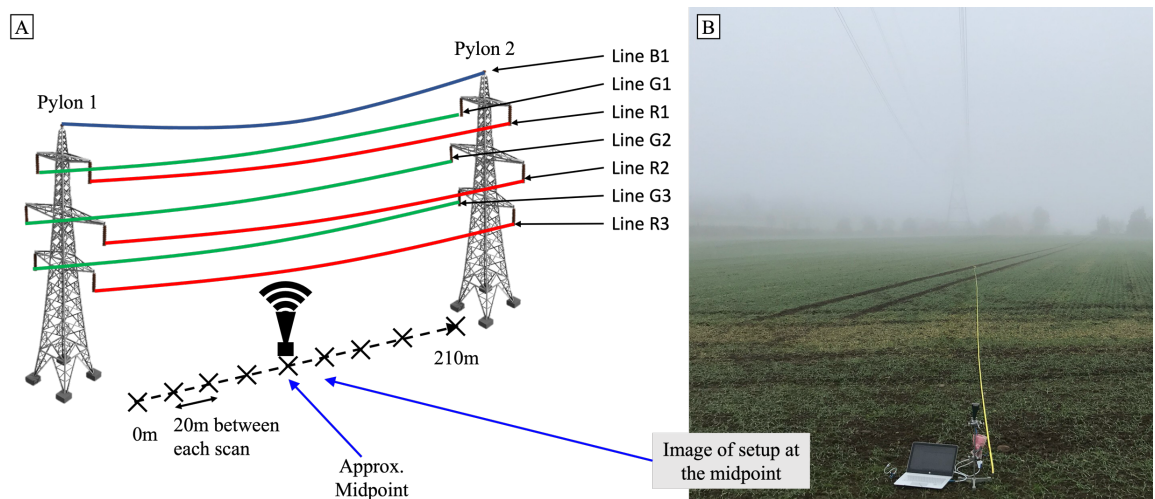 A
Pylon 1
Pylon 2
Line B1
Line G1
Line R1
Line G2
Line R2
Line G3
Line R3
0m
20m between
each scan
210m
Approx.
Midpoint
Image of setup at
the midpoint
B